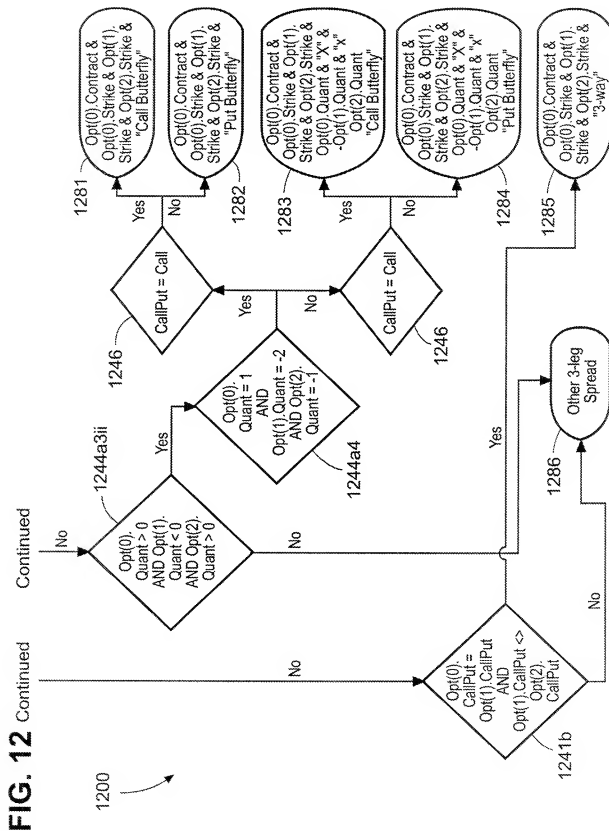 FIG. 12
Continued
Continued
1200
No
1244a3ii
Opt(0).
Quant > 0
AND Opt(1).
Quant < 0
AND Opt(2).
Quant > 0
Yes
No
Opt(0).
Quant = 1
AND
Opt(1).Quant = -2
AND Opt(2).
Quant = -1
1244a4
Yes
No
1246
CallPut = Call
Yes
No
CallPut = Call
1246
Yes
No
1281
Opt(0).Contract &
Opt(0).Strike & Opt(1).
Strike & Opt(2).Strike &
"Call Butterfly"
1282
Opt(0).Contract &
Opt(0).Strike & Opt(1).
Strike & Opt(2).Strike &
"Put Butterfly"
1283
Opt(0).Contract &
Opt(0).Strike & Opt(1).
Strike & Opt(2).Strike &
Opt(0).Quant & "X" &
-Opt(1).Quant & "x"
Opt(2).Quant
"Call Butterfly"
1284
Opt(0).Contract &
Opt(0).Strike & Opt(1).
Strike & Opt(2).Strike &
Opt(0).Quant & "X" &
-Opt(1).Quant & "x"
Opt(2).Quant
"Put Butterfly"
1285
Opt(0).Contract &
Opt(0).Strike & Opt(1).
Strike & Opt(2).Strike &
"3-way"
No
Opt(0).
CallPut =
Opt(1).CallPut
AND
Opt(1).CallPut <>
Opt(2).
CallPut
1241b
Yes
No
Other 3-leg
Spread
1286